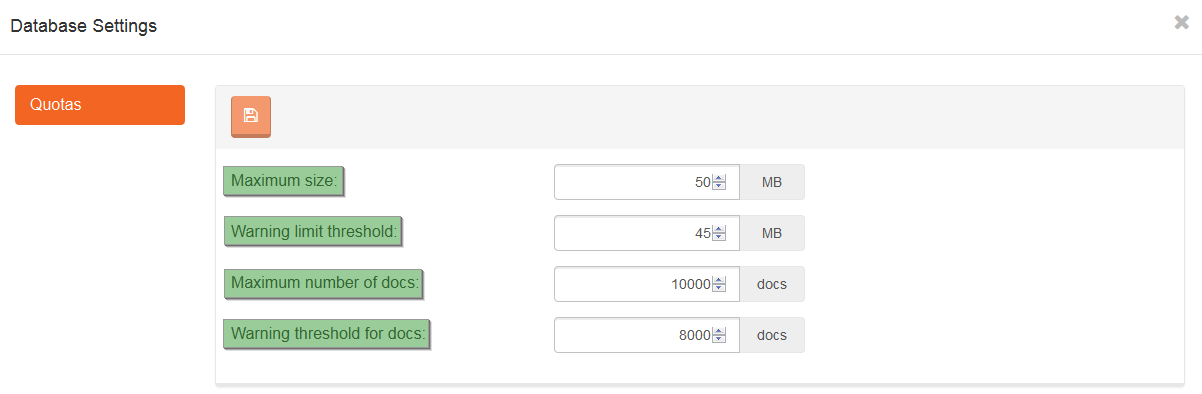 Database Settings
Quotas
Maximum size: 50 MB
Warning limit threshold: 45 MB
Maximum number of docs: 10000 docs
Warning threshold for docs: 8000 docs